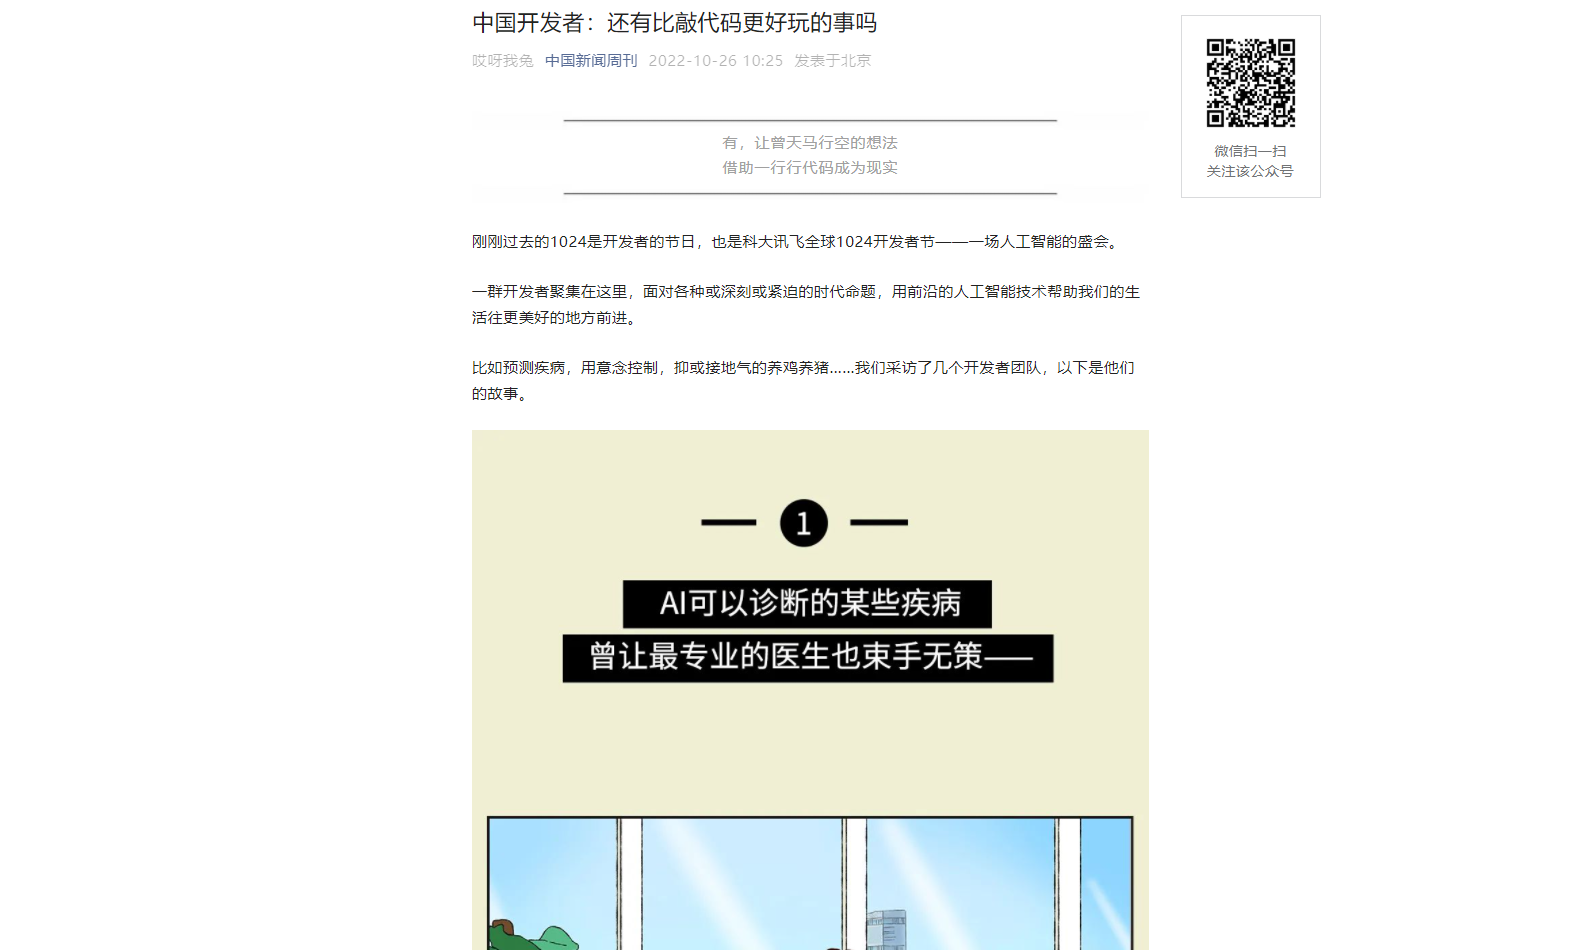 中国开发者：还有比敲代码更好玩的事吗
哎呀我兔 中国新闻周刊 2022-10-26 10:25 发表于北京
微信扫一扫
关注该公众号
有，让曾天马行空的想法
借助一行行代码成为现实
刚刚过去的1024是开发者的节日，也是科大讯飞全球1024开发者节——一场人工智能的盛会。
一群开发者聚集在这里，面对各种或深刻或紧迫的时代命题，用前沿的人工智能技术帮助我们的生
活往更美好的地方前进。
比如预测疾病，用意念控制，抑或接地气的养鸡养猪......我们采访了几个开发者团队，以下是他们
的故事。
1
AI可以诊断的某些疾病
曾让最专业的医生也束手无策——